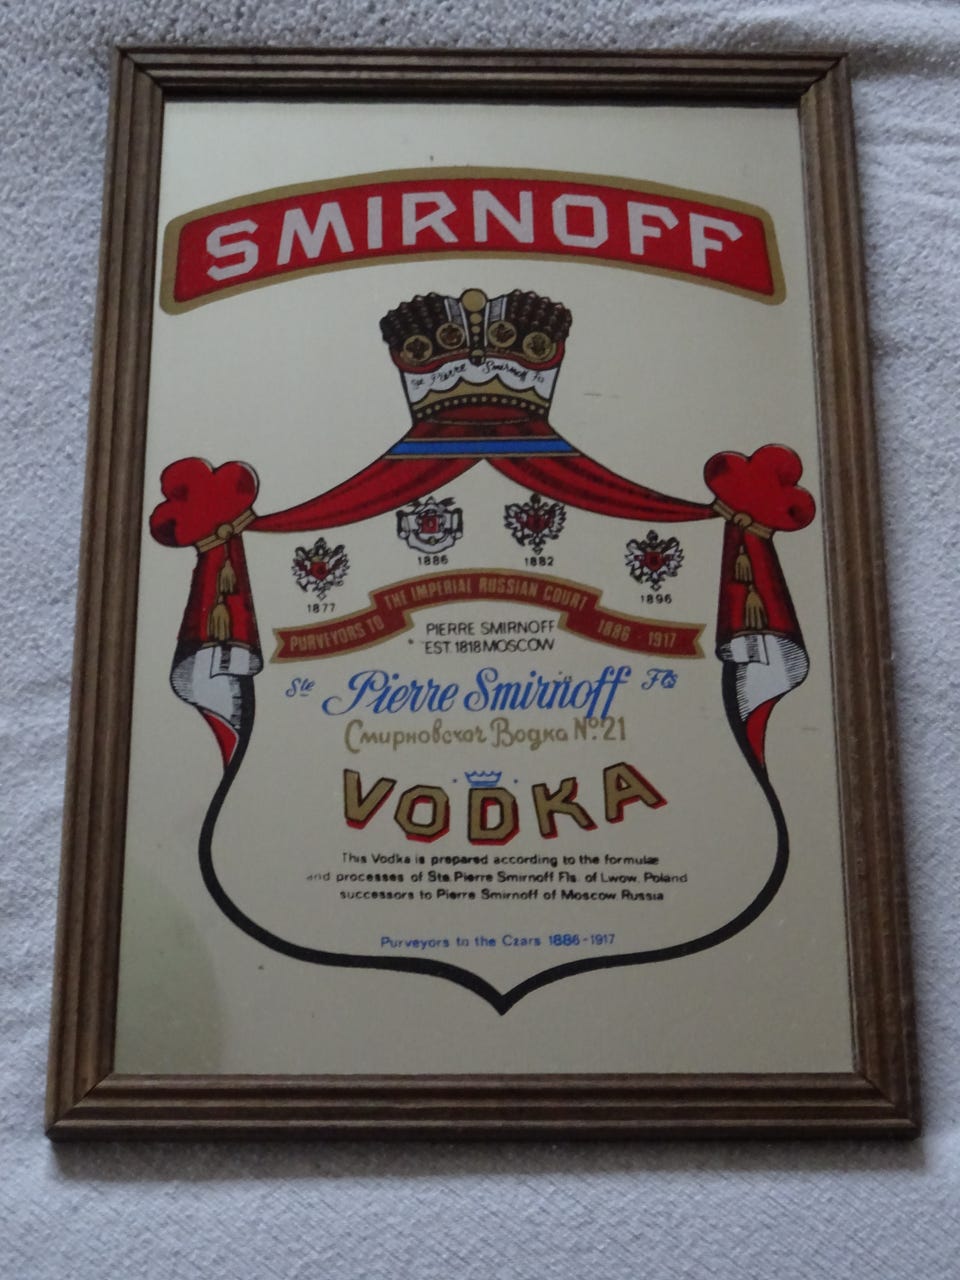 SMIRNOFF
Ste Pierre Smirnoff Fls
1886
1882
1877
1896
PURVEYORS TO THE IMPERIAL RUSSIAN COURT 1886 - 1917
PIERRE SMIRNOFF
EST. 1818 MOSCOW
Ste Pierre Smirnoff Fls
Смирновская Водка №21
VODKA
This Vodka is prepared according to the formulae
and processes of Ste. Pierre Smirnoff Fls. of Lwow, Poland
successors to Pierre Smirnoff of Moscow, Russia
Purveyors to the Czars 1886-1917